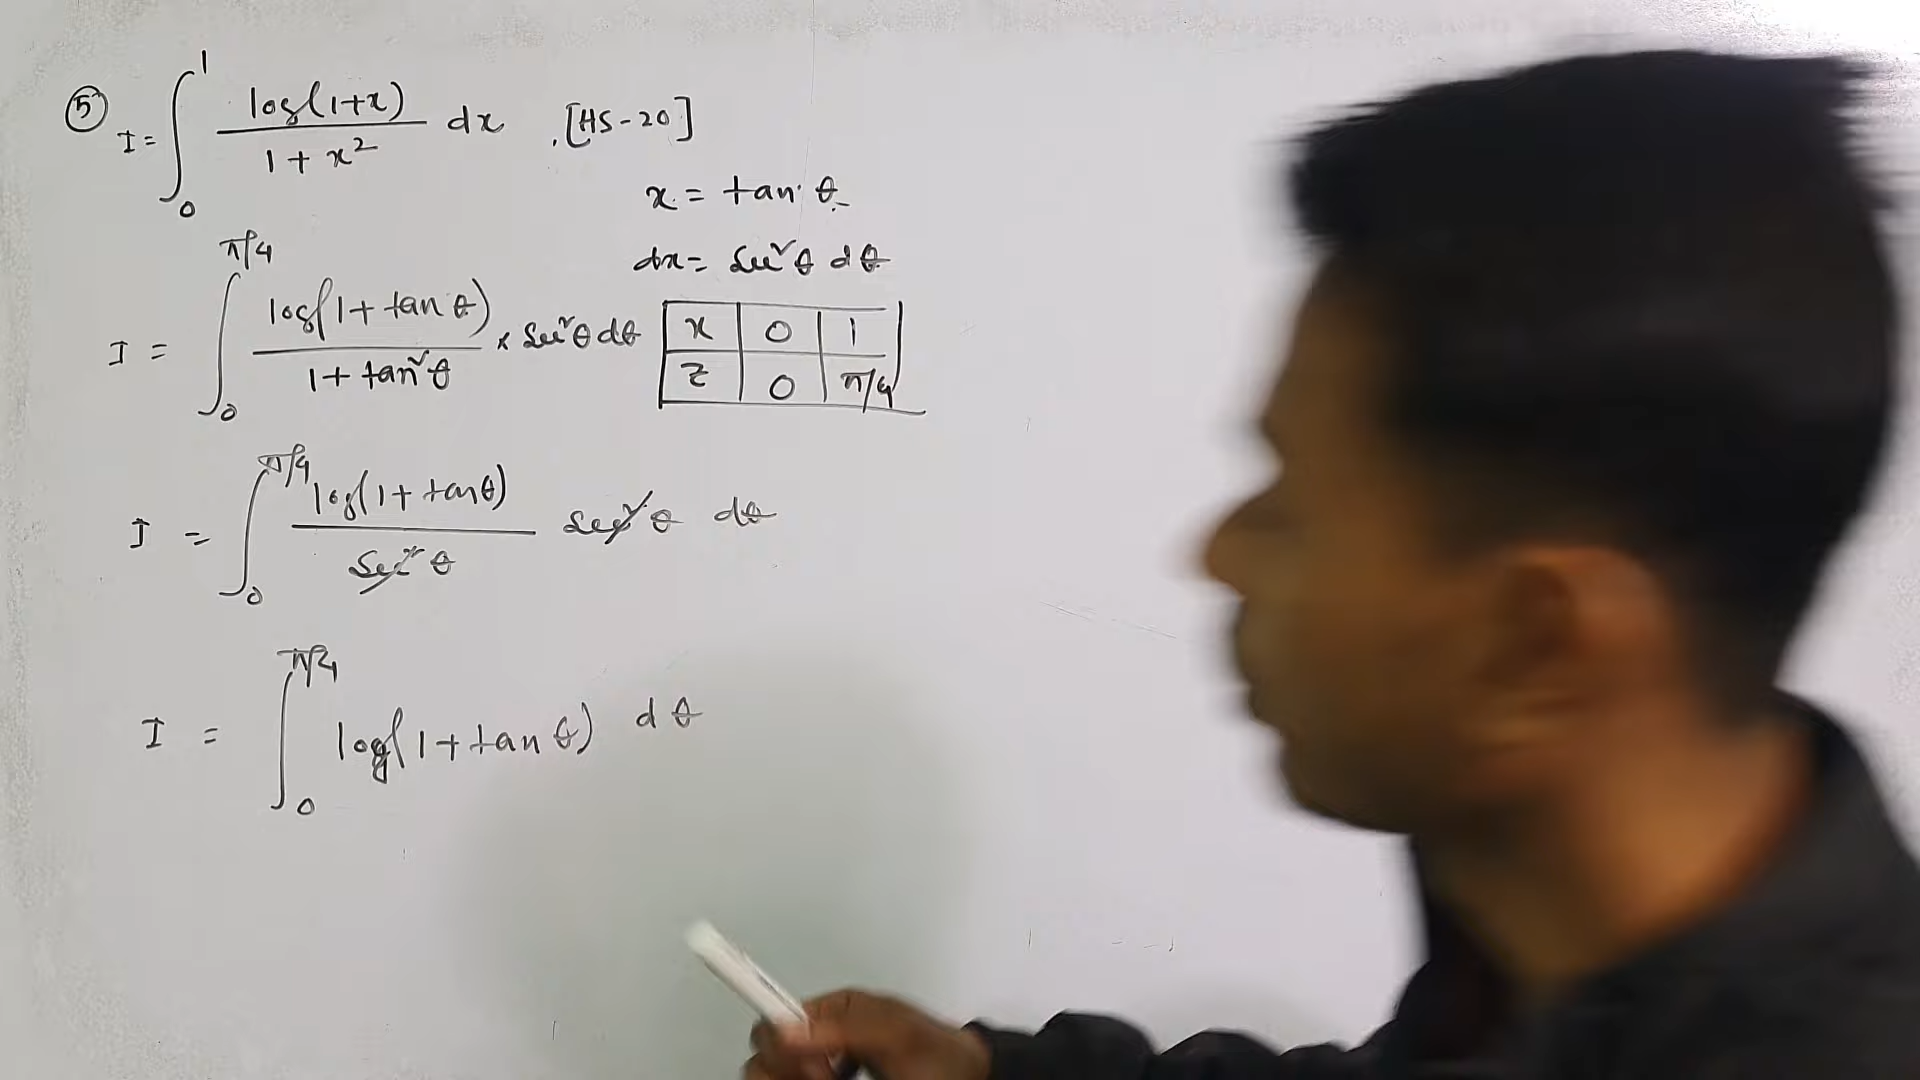 ⑤ I = ∫₀¹ log(1+x) / (1+x²) dx . [HS-20]
x = tan θ
dx = sec²θ dθ
I = ∫₀^(π/4) log(1+tan θ) / (1+tan²θ) × sec²θ dθ
x | 0 | 1
z | 0 | π/4
I = ∫₀^(π/4) log(1+tanθ) / sec²θ sec²θ dθ
I = ∫₀^(π/4) log(1+tan θ) dθ